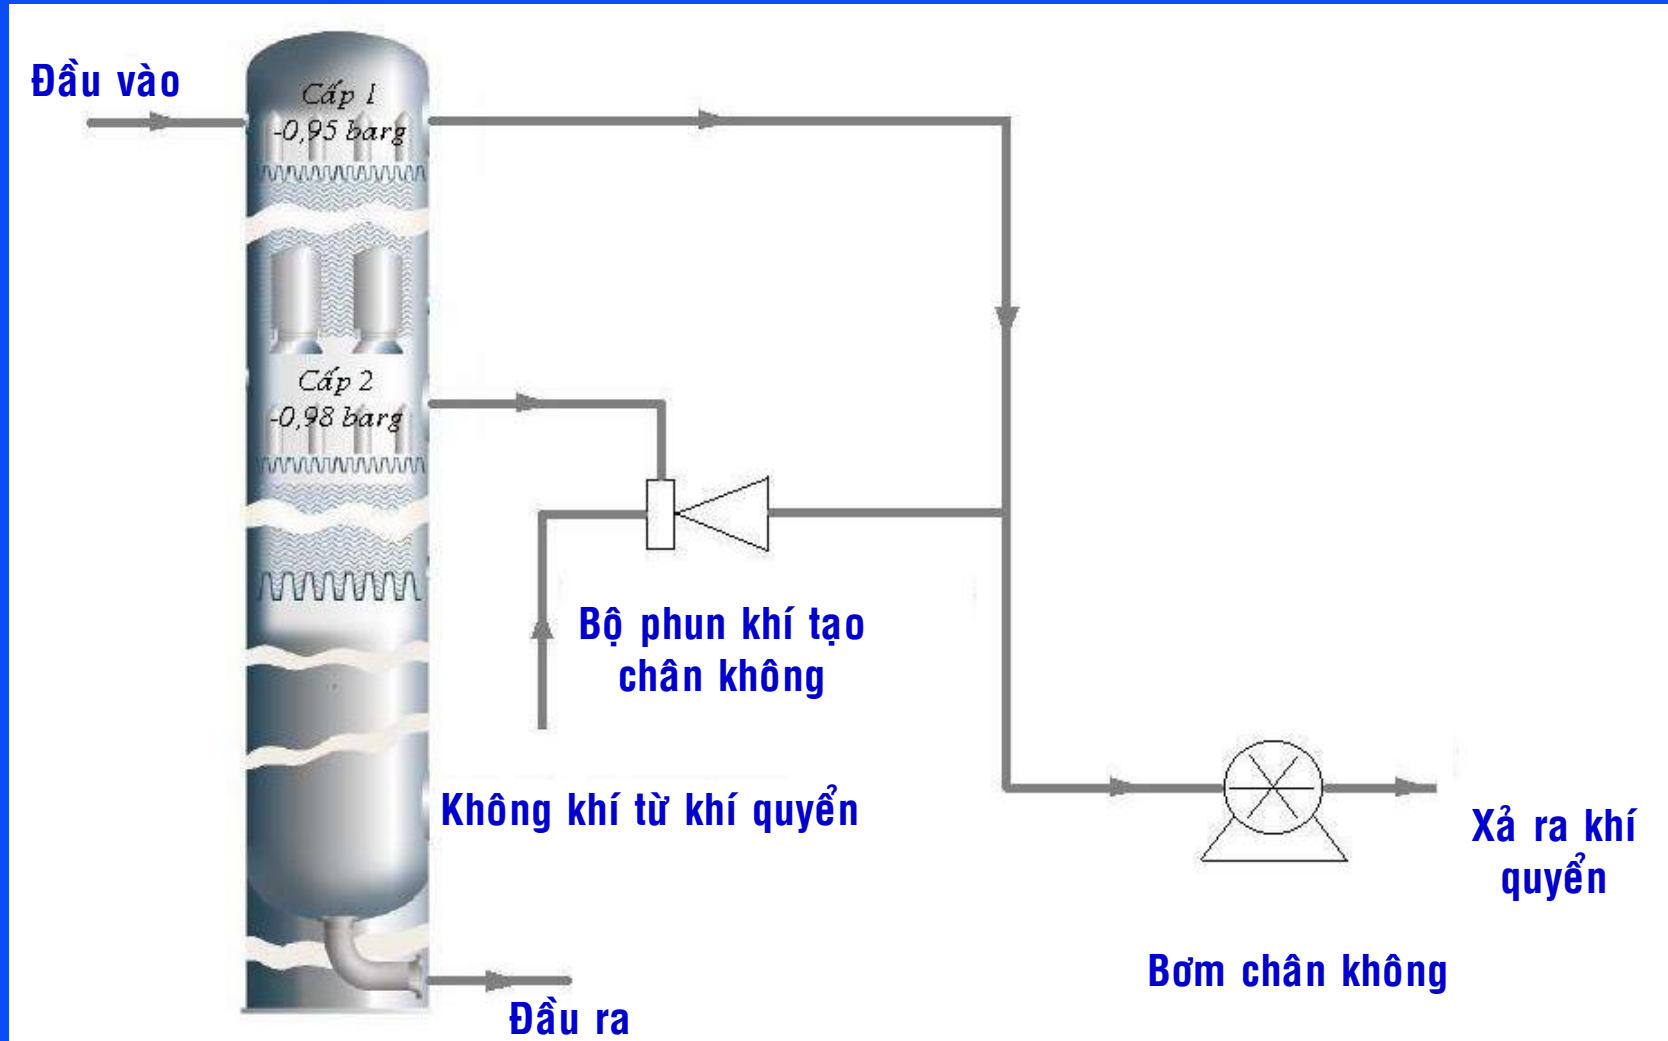 Đầu vào
Cấp 1
-0,95 barg
Cấp 2
-0,98 barg
Bộ phun khí tạo
chân không
Không khí từ khí quyển
Xả ra khí
quyển
Bơm chân không
Đầu ra